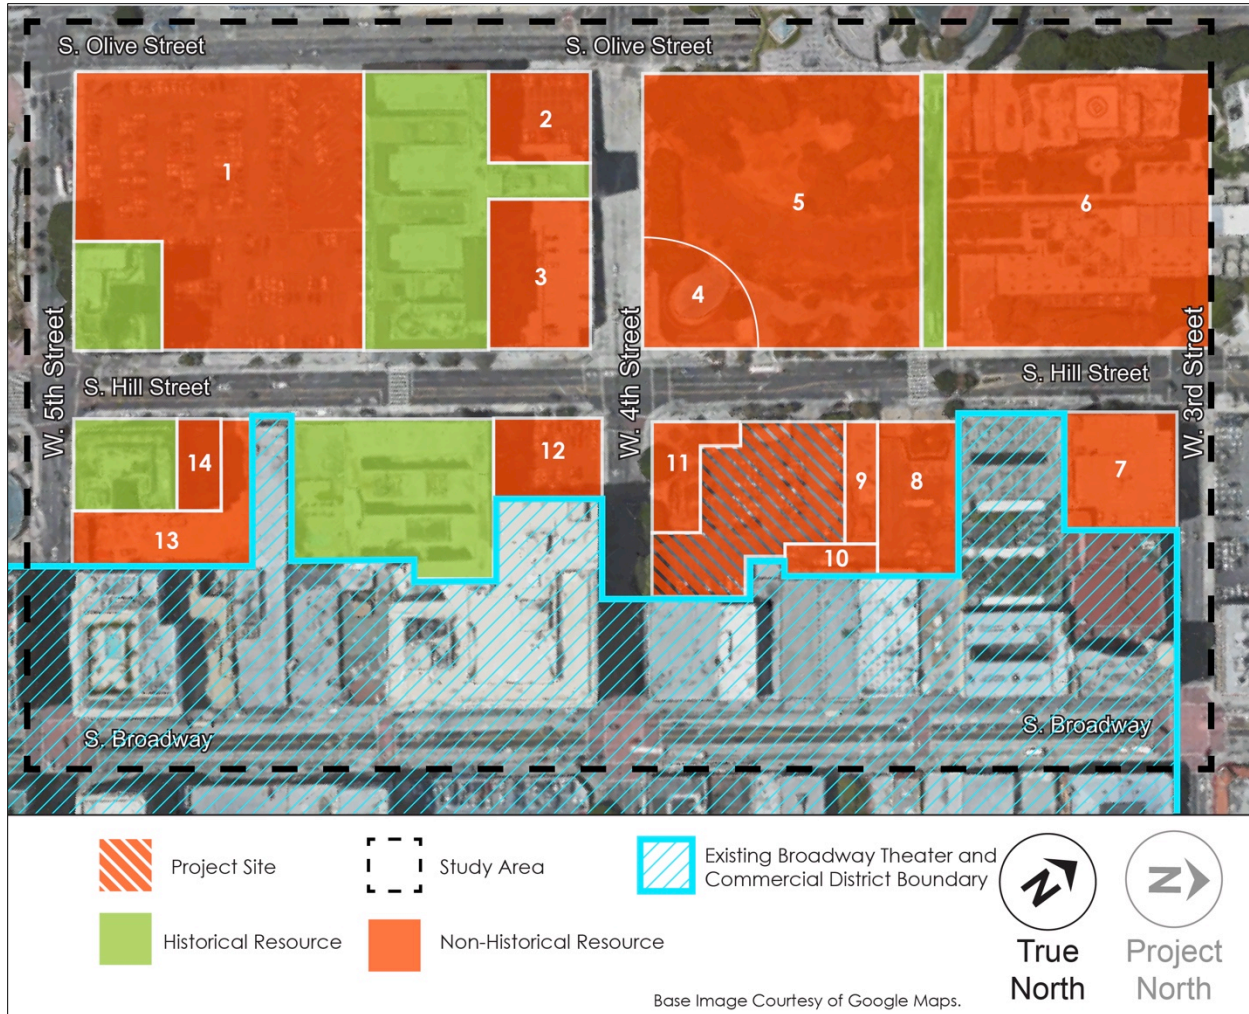 S. Olive Street
S. Olive Street
2
1
5
6
3
4
W. 5th Street
W. 4th Street
W. 3rd Street
S. Hill Street
S. Hill Street
14
12
11
9
8
7
13
10
S. Broadway
S. Broadway
Project Site
Study Area
Existing Broadway Theater and
Commercial District Boundary
Historical Resource
Non-Historical Resource
N
N
True
North
Project
North
Base Image Courtesy of Google Maps.